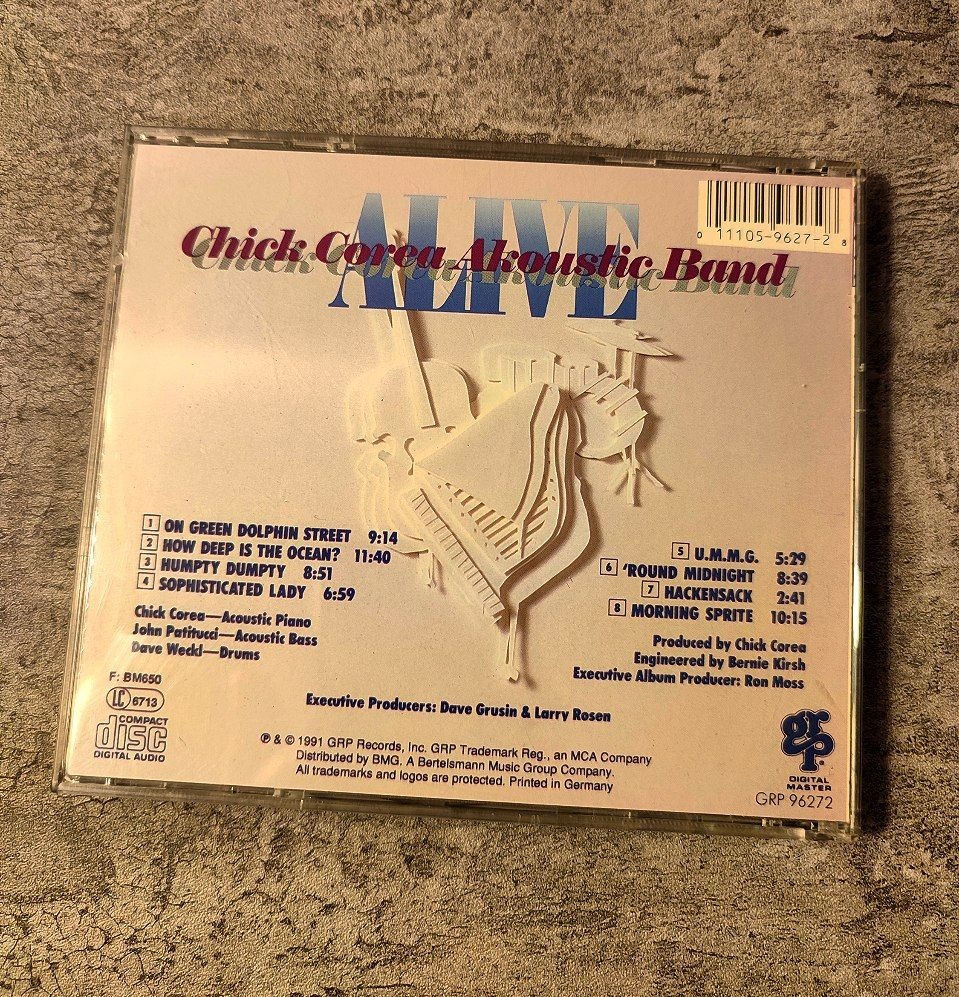 ALIVE
Chick Corea Akoustic Band
0 11105-9627-2 8
1 ON GREEN DOLPHIN STREET 9:14
2 HOW DEEP IS THE OCEAN? 11:40
3 HUMPTY DUMPTY 8:51
4 SOPHISTICATED LADY 6:59
Chick Corea—Acoustic Piano
John Patitucci—Acoustic Bass
Dave Weckl—Drums
5 U.M.M.G. 5:29
6 'ROUND MIDNIGHT 8:39
7 HACKENSACK 2:41
8 MORNING SPRITE 10:15
Produced by Chick Corea
Engineered by Bernie Kirsh
Executive Album Producer: Ron Moss
F: BM650
LC 6713
COMPACT
disc
DIGITAL AUDIO
Executive Producers: Dave Grusin & Larry Rosen
℗ & © 1991 GRP Records, Inc. GRP Trademark Reg., an MCA Company
Distributed by BMG. A Bertelsmann Music Group Company.
All trademarks and logos are protected. Printed in Germany
grp
DIGITAL
MASTER
GRP 96272